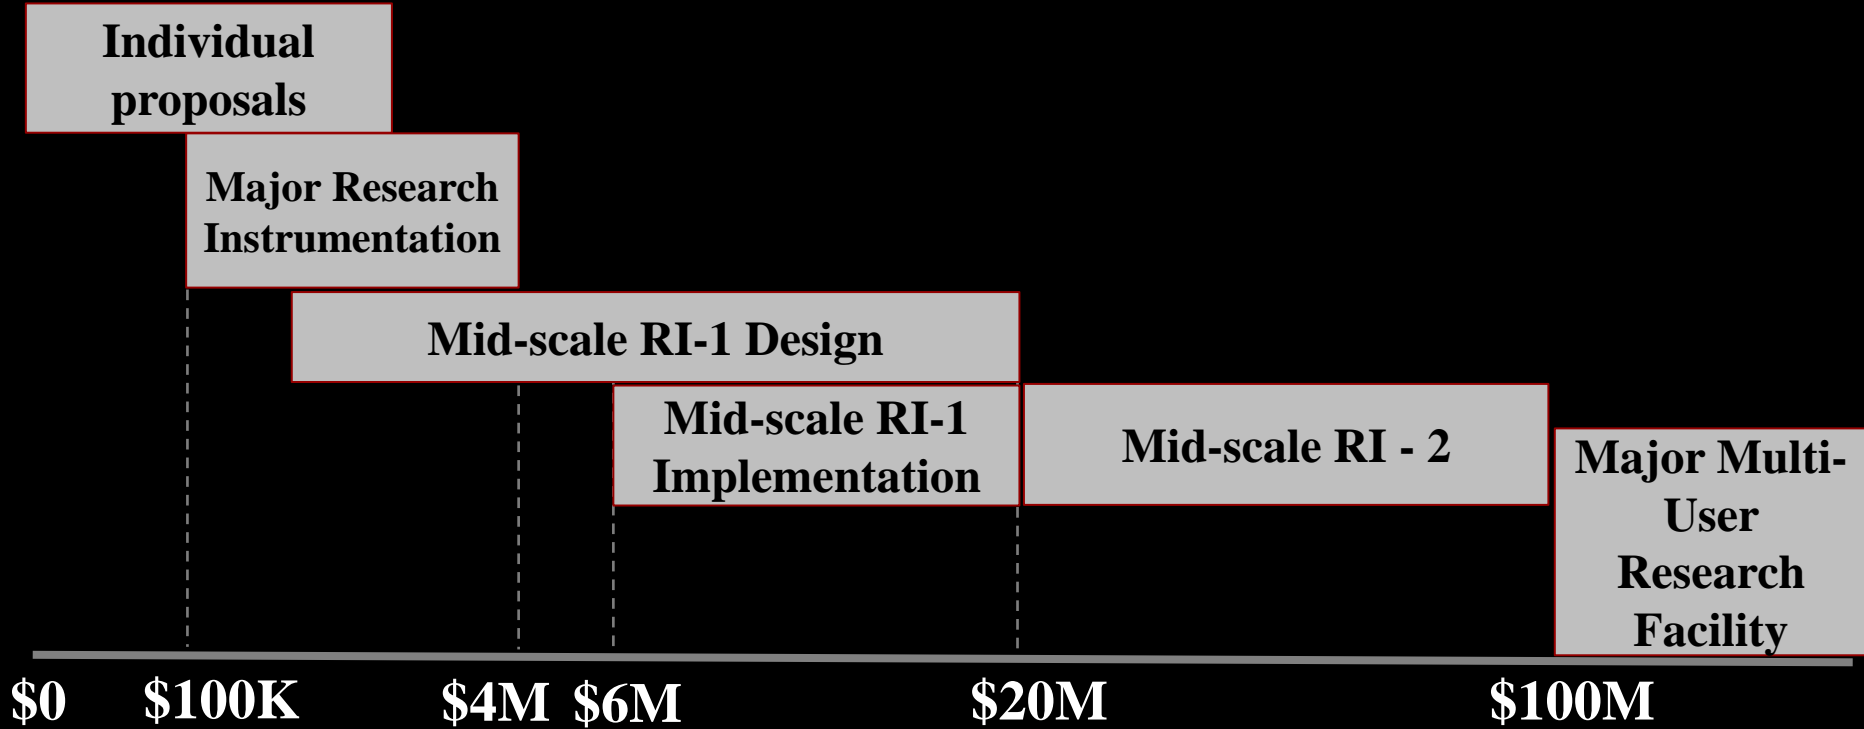 Individual
proposals
Major Research
Instrumentation
Mid-scale RI-1 Design
Mid-scale RI-1
Implementation
Mid-scale RI - 2
Major Multi-
User
Research
Facility
$0
$100K
$4M
$6M
$20M
$100M